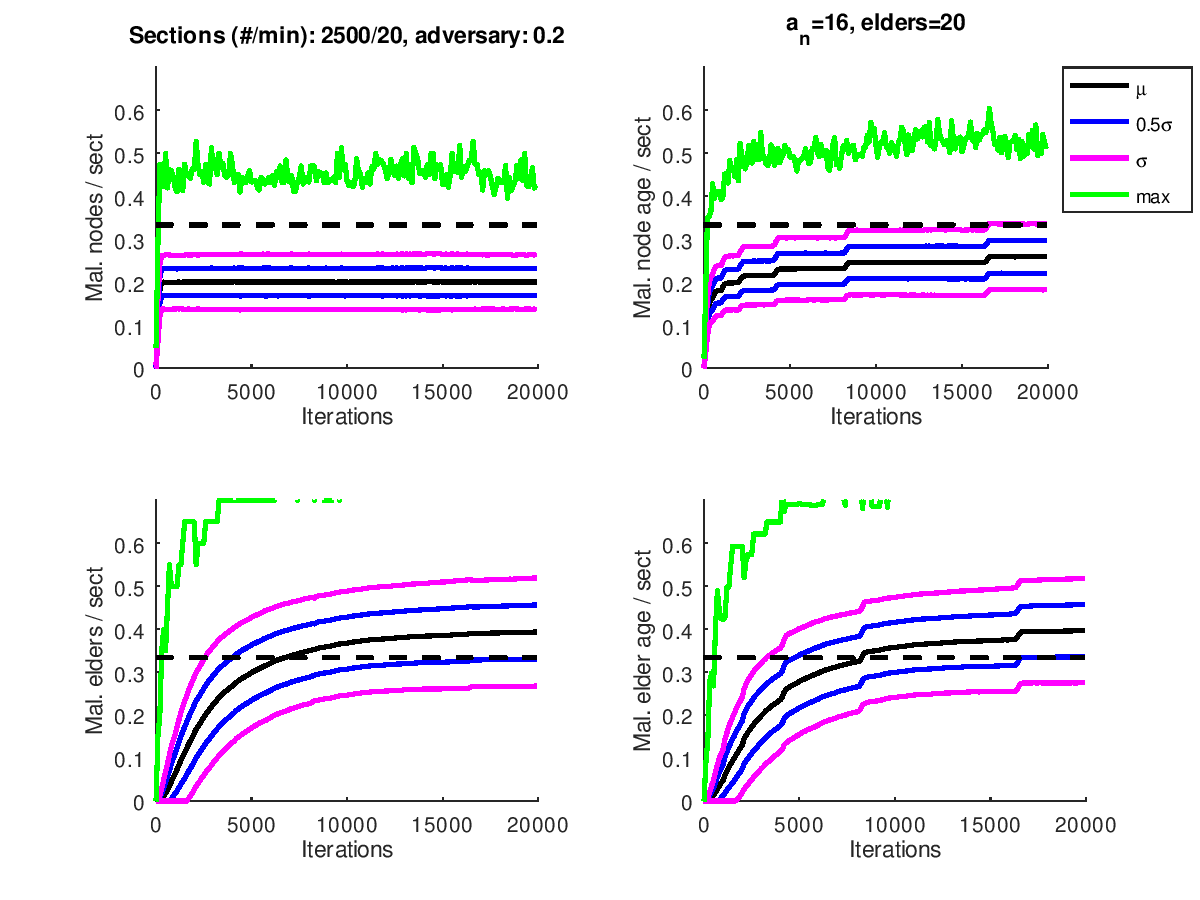 Sections (#/min): 2500/20, adversary: 0.2
a_n=16, elders=20
Mal. nodes / sect
0.6
0.5
0.4
0.3
0.2
0.1
0
0 5000 10000 15000 20000
Iterations
Mal. node age / sect
0.6
0.5
0.4
0.3
0.2
0.1
0
0 5000 10000 15000 20000
Iterations
μ
0.5σ
σ
max
Mal. elders / sect
0.6
0.5
0.4
0.3
0.2
0.1
0
0 5000 10000 15000 20000
Iterations
Mal. elder age / sect
0.6
0.5
0.4
0.3
0.2
0.1
0
0 5000 10000 15000 20000
Iterations